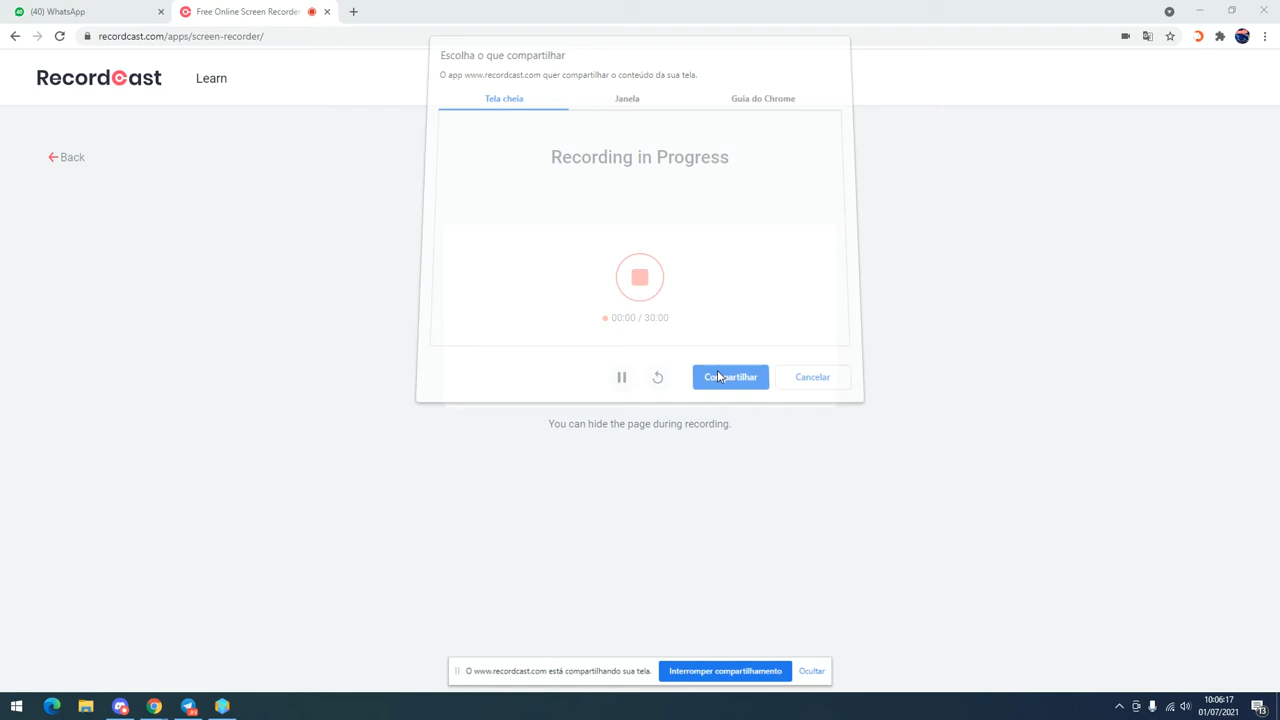 (40) WhatsApp
Free Online Screen Recorder
recordcast.com/apps/screen-recorder/
RecordCast
Learn
Escolha o que compartilhar
O app www.recordcast.com quer compartilhar o conteúdo da sua tela.
Tela cheia
Janela
Guia do Chrome
Back
Recording in Progress
00:00 / 30:00
Compartilhar
Cancelar
You can hide the page during recording.
O www.recordcast.com está compartilhando sua tela.
Interromper compartilhamento
Ocultar
10:06:17
01/07/2021
13